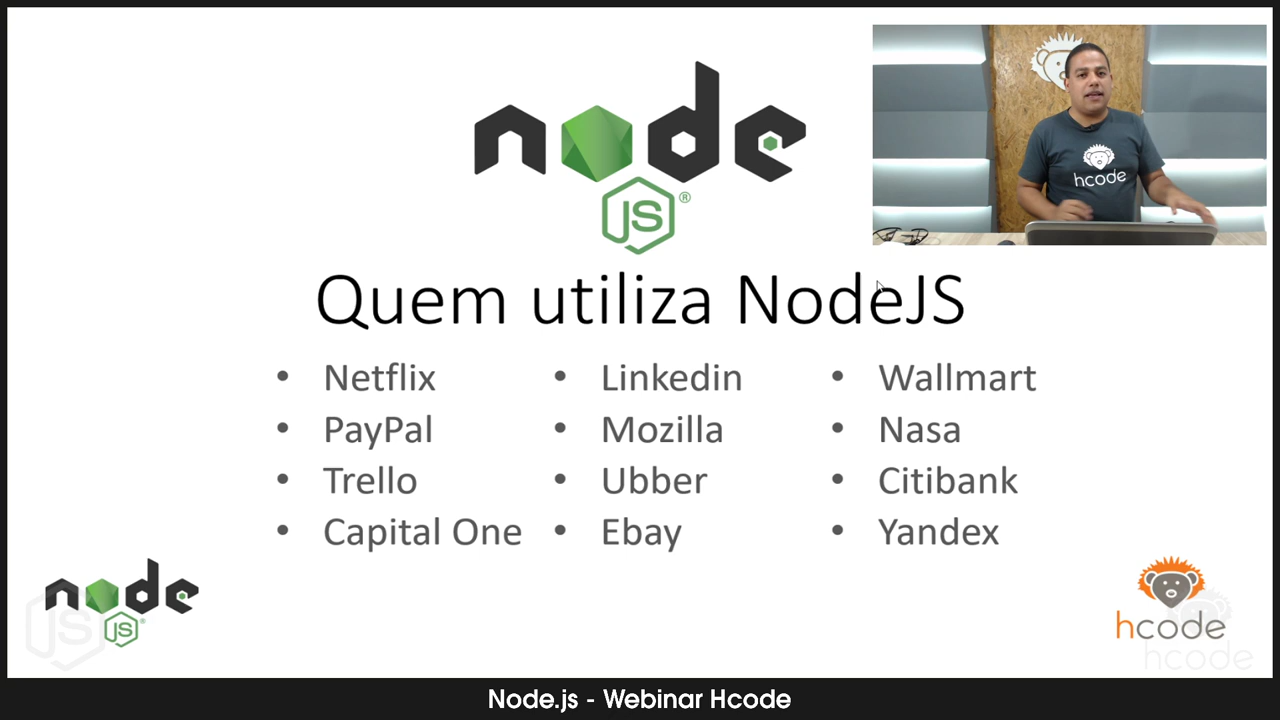 node
JS®
hcode
Quem utiliza NodeJS
• Netflix
• PayPal
• Trello
• Capital One
• Linkedin
• Mozilla
• Ubber
• Ebay
• Wallmart
• Nasa
• Citibank
• Yandex
node
JS®
JS
hcode
hcode
Node.js - Webinar Hcode